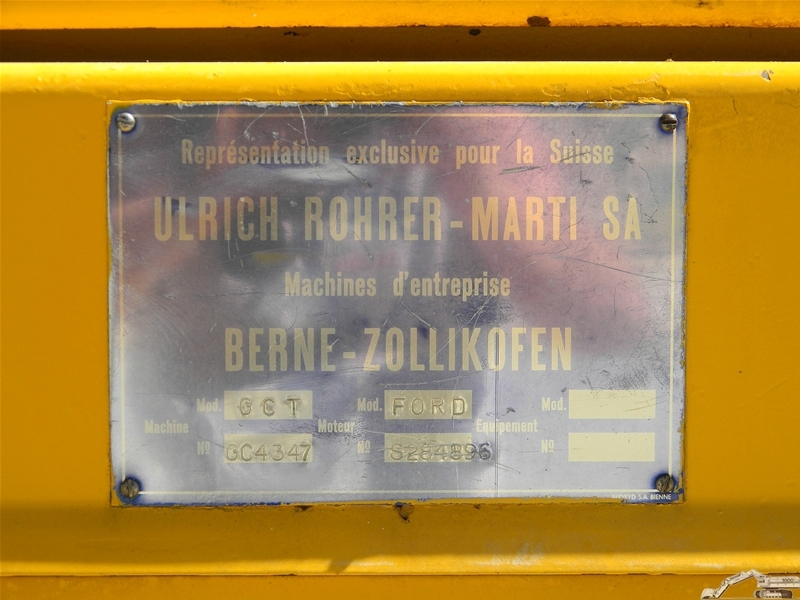 Représentation exclusive pour la Suisse
ULRICH ROHRER-MARTI SA
Machines d'entreprise
BERNE-ZOLLIKOFEN
Mod. GCT Mod. FORD Mod.
Machine Moteur Equipement
No GC4347 No S284896 No
S.A. BIENNE